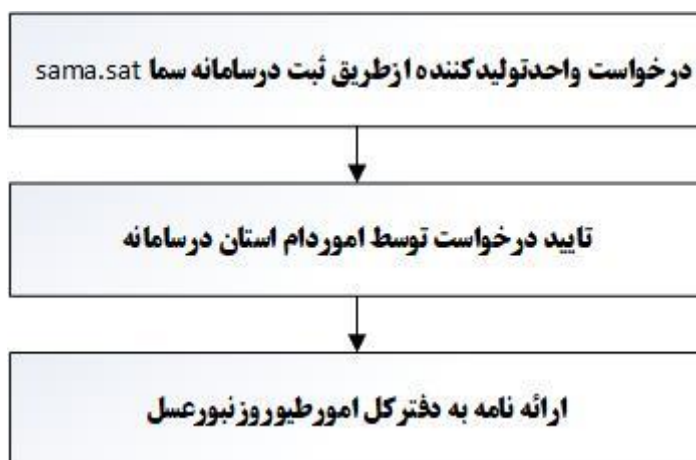 درخواست واحدتولیدکننده ازطریق ثبت درسامانه سما sama.sat
تایید درخواست توسط اموردام استان درسامانه
ارائه نامه به دفترکل امورطیوروزنبورعسل